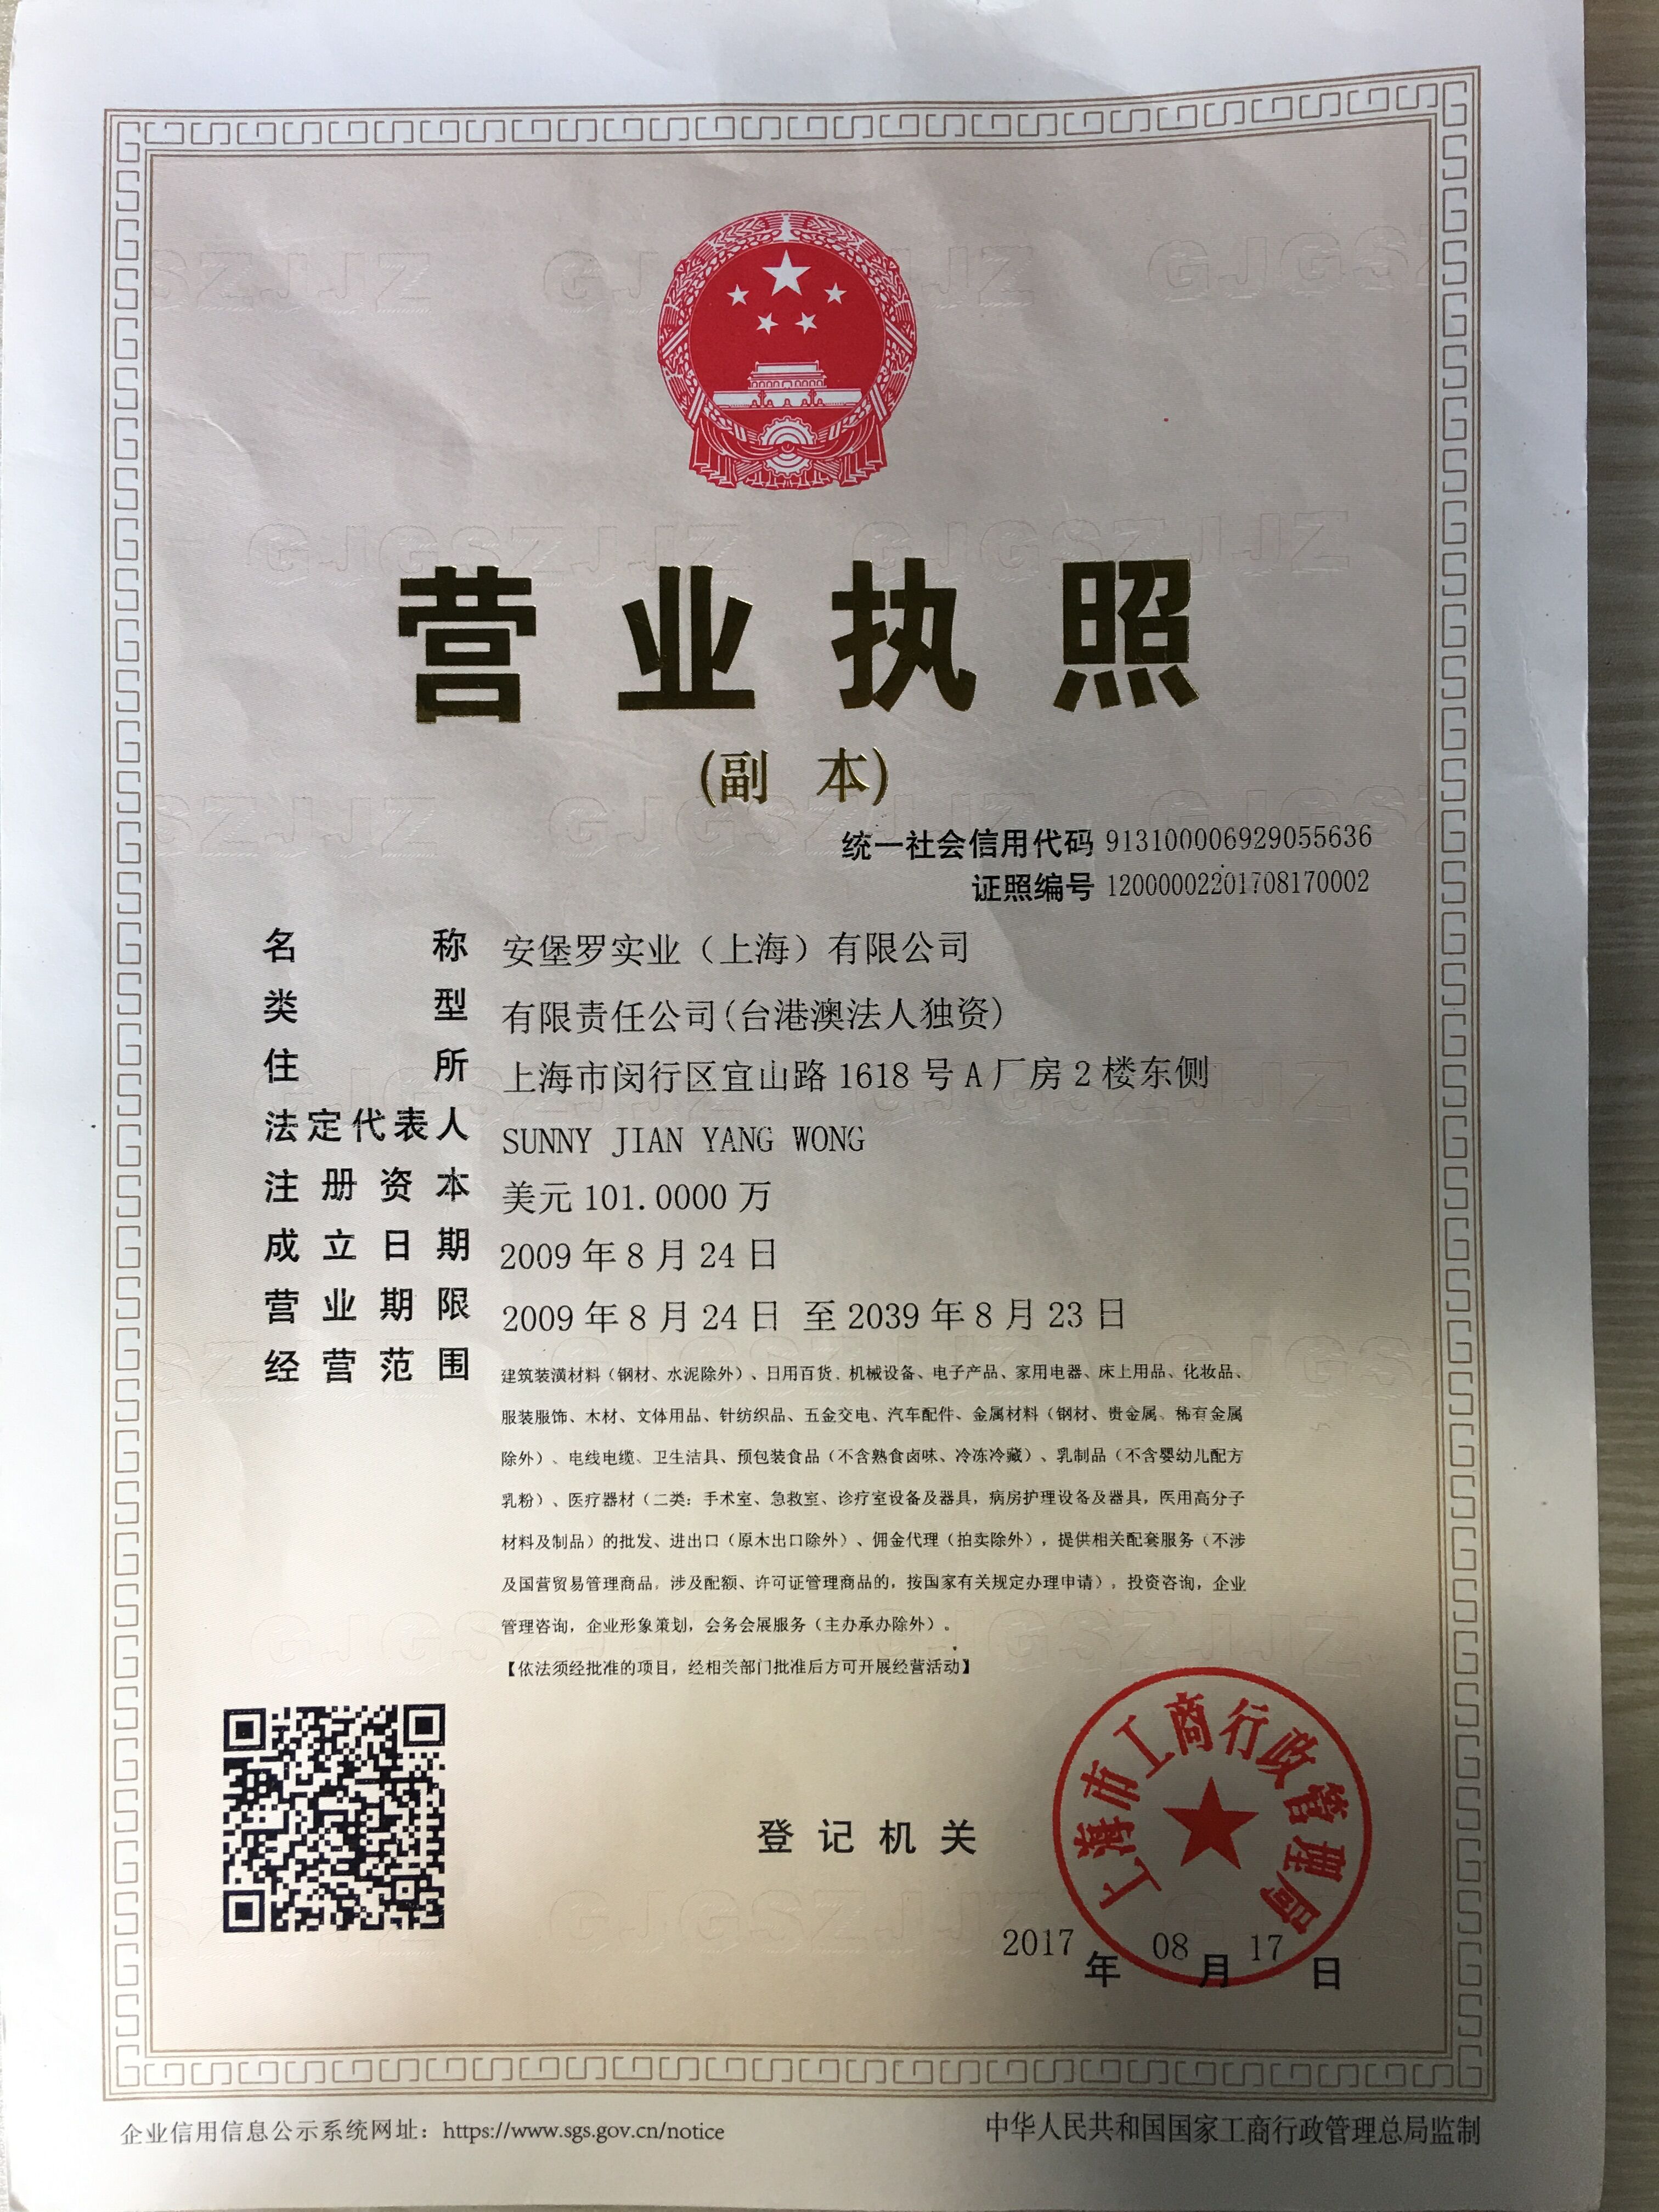 营业执照
(副 本)
统一社会信用代码 913100006929055636
证照编号 12000002201708170002
名称 安堡罗实业（上海）有限公司
类型 有限责任公司(台港澳法人独资)
住所 上海市闵行区宜山路1618号A厂房2楼东侧
法定代表人 SUNNY JIAN YANG WONG
注册资本 美元101.0000万
成立日期 2009年8月24日
营业期限 2009年8月24日 至2039年8月23日
经营范围 建筑装潢材料（钢材、水泥除外）、日用百货、机械设备、电子产品、家用电器、床上用品、化妆品、
服装服饰、木材、文体用品、针纺织品、五金交电、汽车配件、金属材料（钢材、贵金属、稀有金属
除外）、电线电缆、卫生洁具、预包装食品（不含熟食卤味、冷冻冷藏）、乳制品（不含婴幼儿配方
乳粉）、医疗器材（二类：手术室、急救室、诊疗室设备及器具，病房护理设备及器具，医用高分子
材料及制品）的批发、进出口（原木出口除外）、佣金代理（拍卖除外），提供相关配套服务（不涉
及国营贸易管理商品，涉及配额、许可证管理商品的，按国家有关规定办理申请），投资咨询，企业
管理咨询，企业形象策划，会务会展服务（主办承办除外）。
【依法须经批准的项目，经相关部门批准后方可开展经营活动】
登记机关
上海市工商行政管理局
2017年08月17日
企业信用信息公示系统网址：https://www.sgs.gov.cn/notice
中华人民共和国国家工商行政管理总局监制